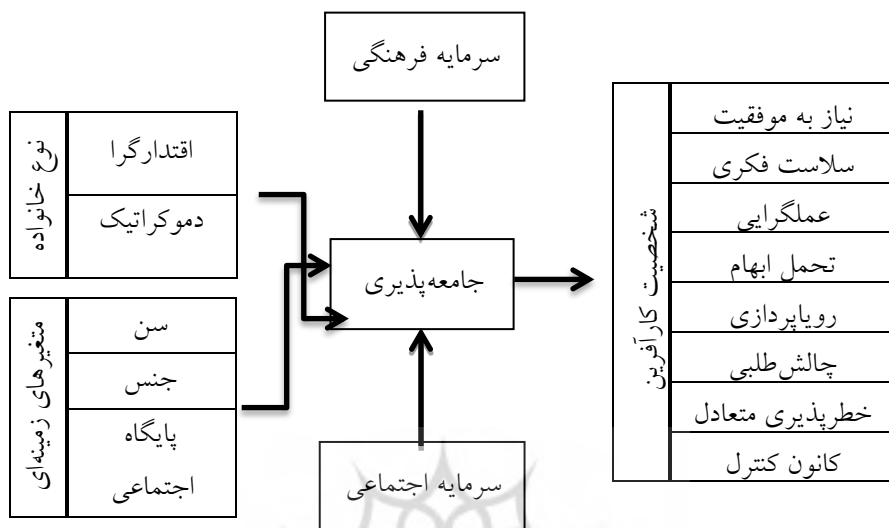 سرمایه فرهنگی
شخصیت کارآفرین
نیاز به موفقیت
سلاست فکری
عملگرایی
تحمل ابهام
رویاپردازی
چالش‌طلبی
خطرپذیری متعادل
کانون کنترل
جامعه‌پذیری
سرمایه اجتماعی
نوع خانواده
اقتدارگرا
دموکراتیک
متغیرهای زمینه‌ای
سن
جنس
پایگاه
اجتماعی